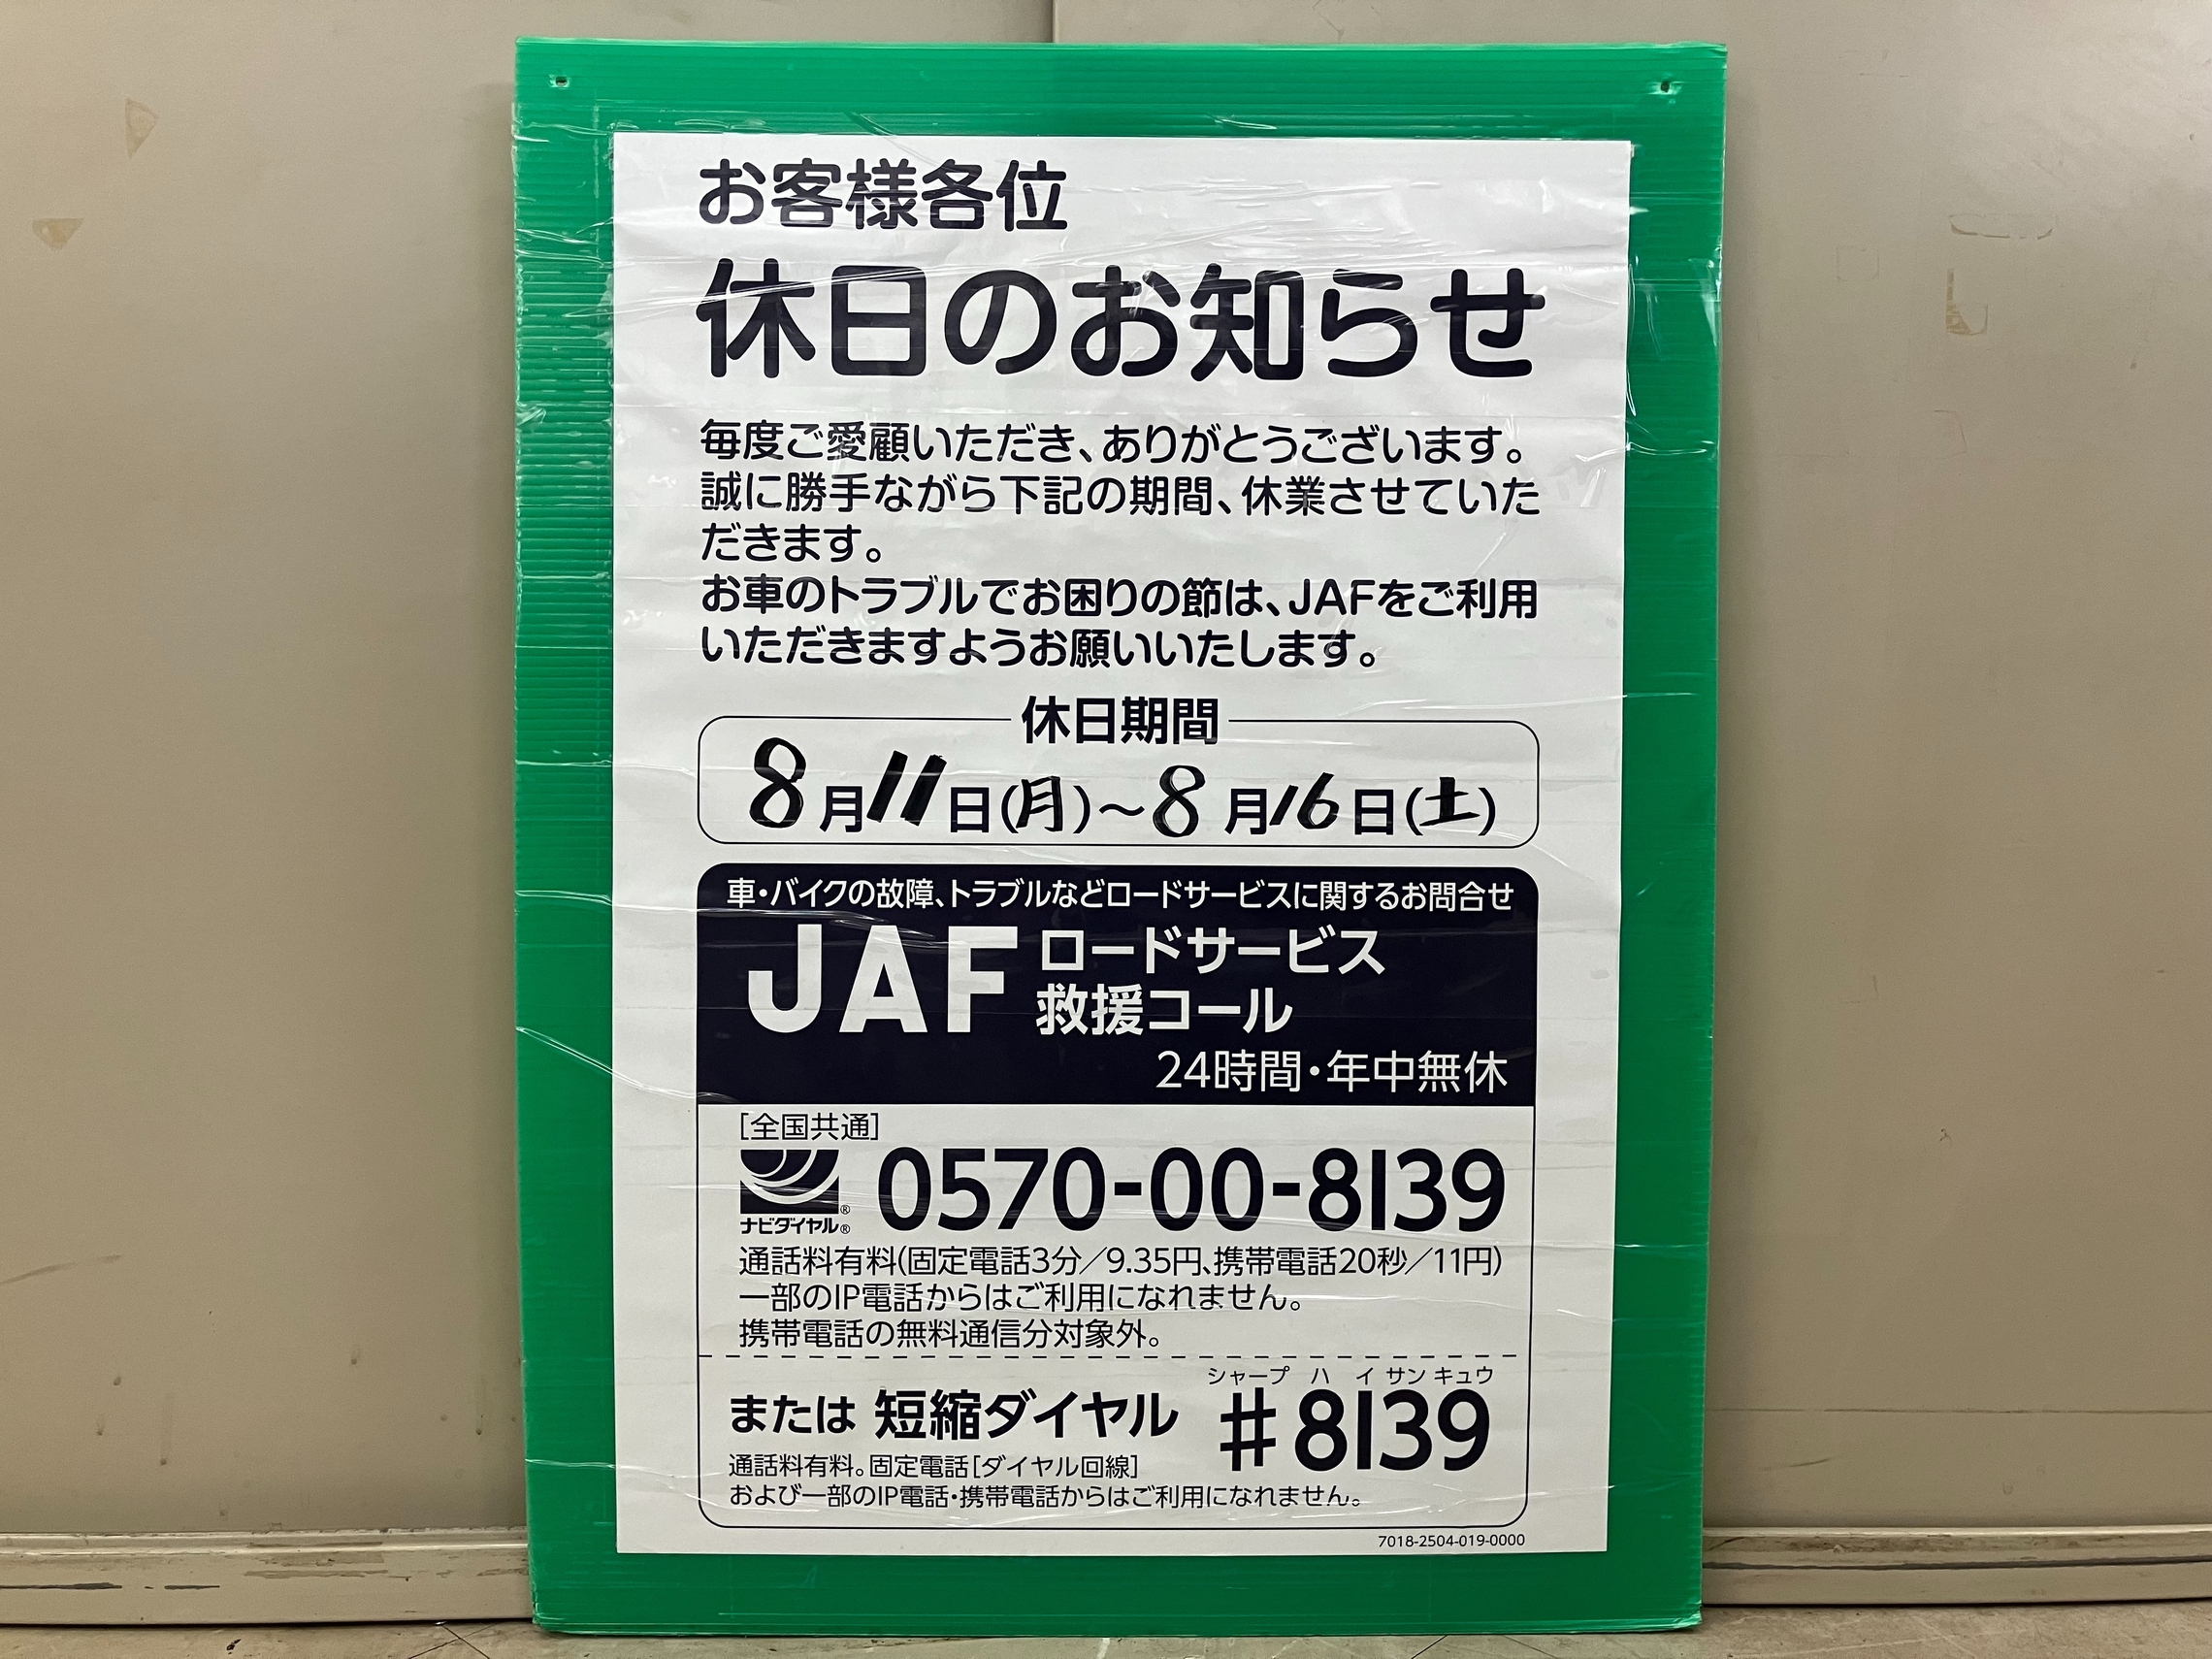 お客様各位
休日のお知らせ
毎度ご愛顧いただき、ありがとうございます。
誠に勝手ながら下記の期間、休業させていた
だきます。
お車のトラブルでお困りの節は、JAFをご利用
いただきますようお願いいたします。
休日期間
8月11日(月)～8月16日(土)
車・バイクの故障、トラブルなどロードサービスに関するお問合せ
JAF ロードサービス
救援コール
24時間・年中無休
[全国共通]
ナビダイヤル® 0570-00-8139
通話料有料(固定電話3分／9.35円、携帯電話20秒／11円)
一部のIP電話からはご利用になれません。
携帯電話の無料通信分対象外。
シャープ ハ イ サン キュウ
または 短縮ダイヤル #8139
通話料有料。固定電話[ダイヤル回線]
および一部のIP電話・携帯電話からはご利用になれません。
7018-2504-019-0000